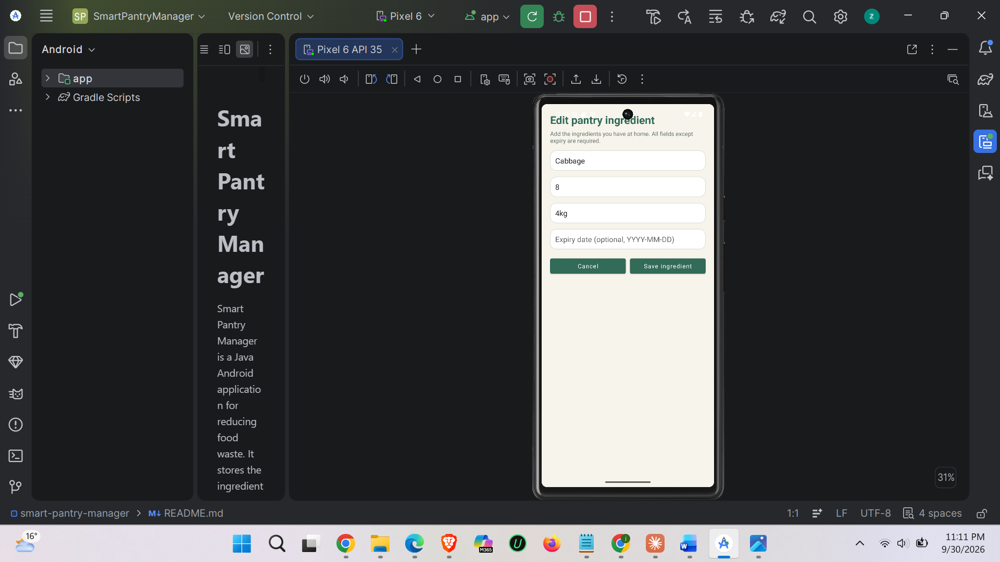 SP SmartPantryManager
Version Control
Pixel 6
app
Z
Android
app
Gradle Scripts
Pixel 6 API 35
Sma
rt
Pant
ry
Man
ager
Smart
Pantry
Manager
is a Java
Android
applicatio
n for
reducing
food
waste. It
stores the
ingredient
Edit pantry ingredient
Add the ingredients you have at home. All fields except
expiry are required.
Cabbage
8
4kg
Expiry date (optional, YYYY-MM-DD)
Cancel
Save ingredient
31%
smart-pantry-manager > M↓ README.md
1:1
LF
UTF-8
4 spaces
16°
M365
U
j
W
11:11 PM
9/30/2026